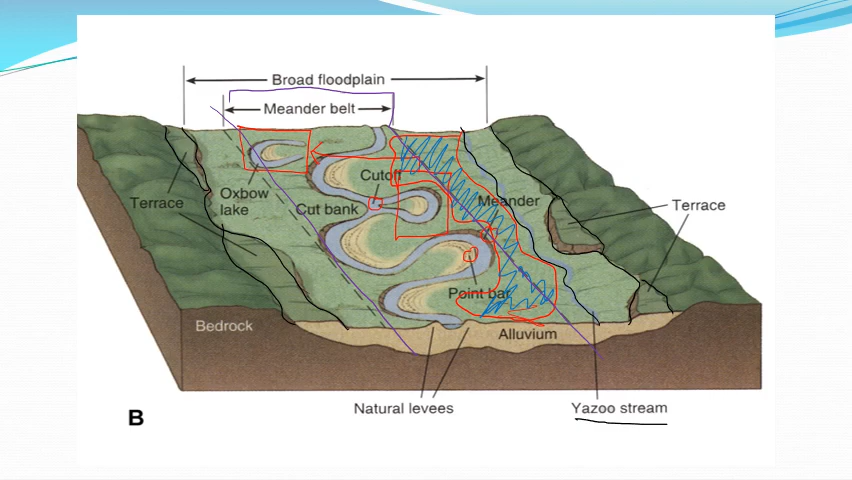 Broad floodplain
Meander belt
Cutoff
Terrace
Oxbow
lake
Cut bank
Meander
Terrace
Point bar
Bedrock
Alluvium
Natural levees
Yazoo stream
B